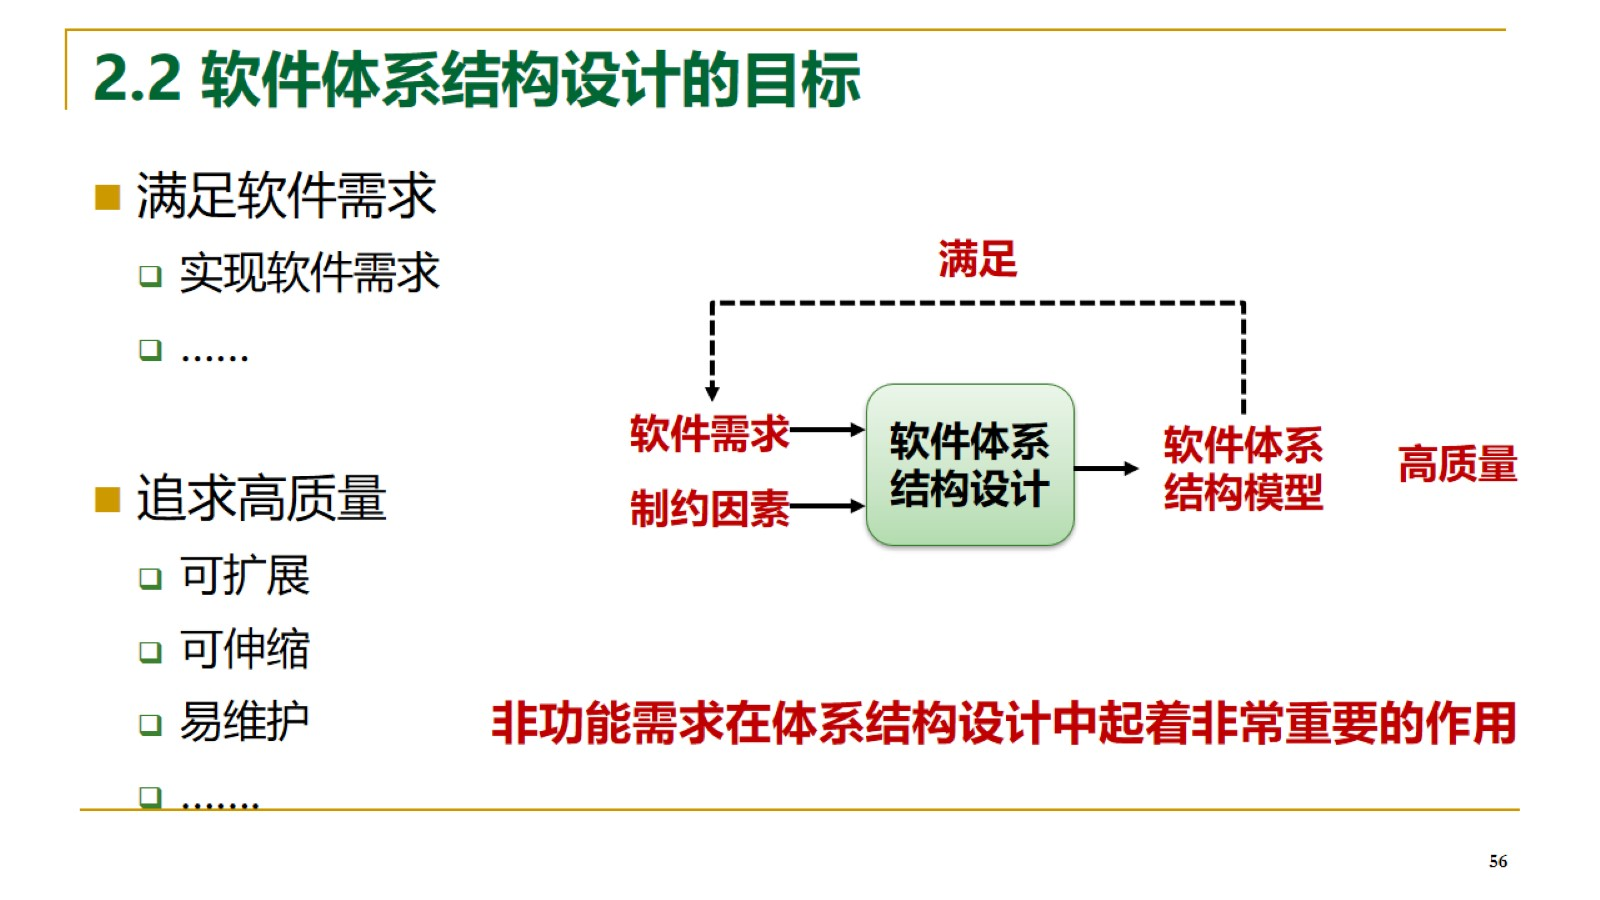 2.2 软件体系结构设计的目标
满足软件需求
实现软件需求
......
追求高质量
可扩展
可伸缩
易维护
.......
满足
软件需求
制约因素
软件体系
结构设计
软件体系
结构模型
高质量
非功能需求在体系结构设计中起着非常重要的作用
56